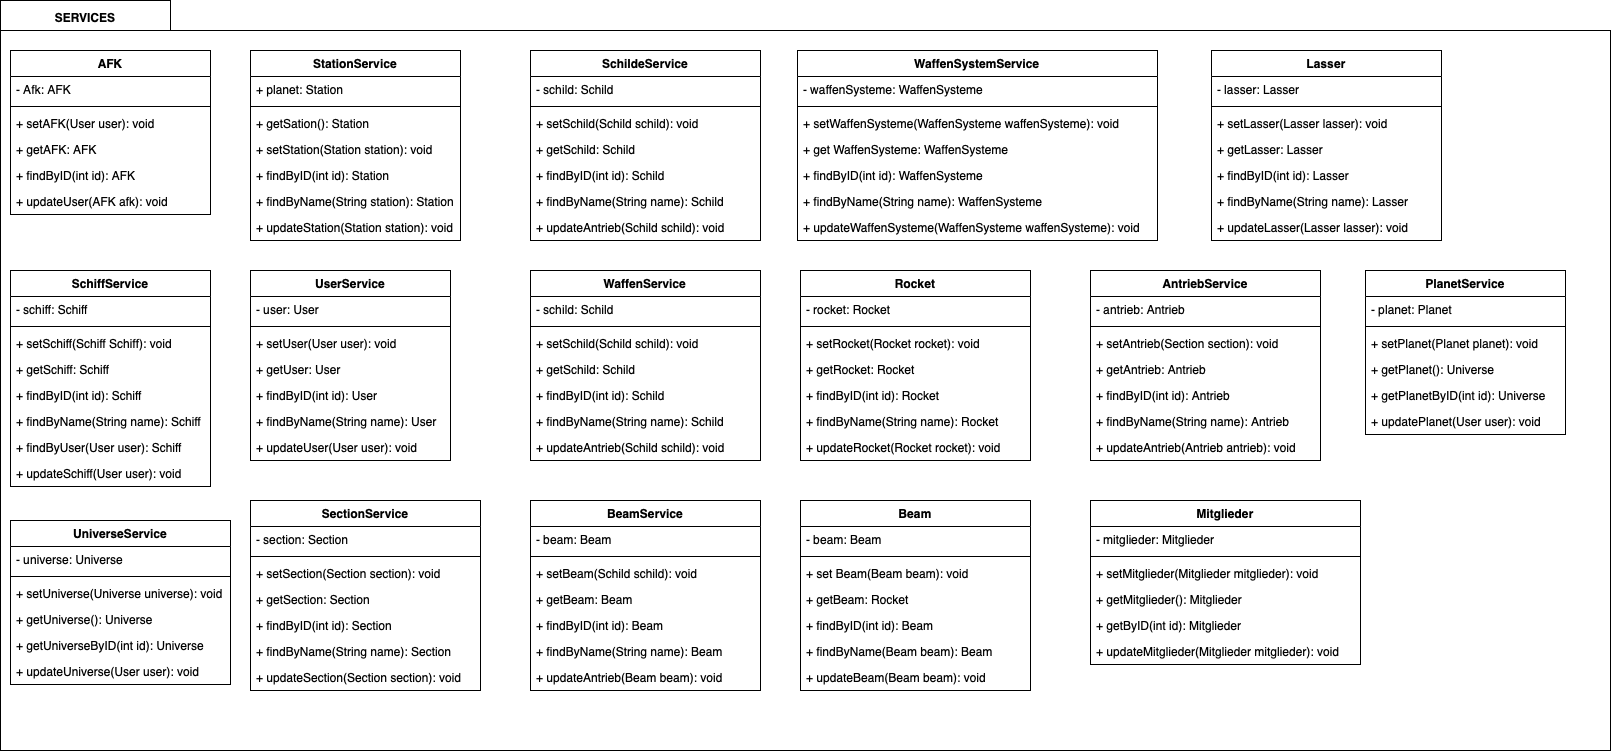 SERVICES
AFK
- Afk: AFK
+ setAFK(User user): void
+ getAFK: AFK
+ findByID(int id): AFK
+ updateUser(AFK afk): void
StationService
+ planet: Station
+ getSation(): Station
+ setStation(Station station): void
+ findByID(int id): Station
+ findByName(String station): Station
+ updateStation(Station station): void
SchildeService
- schild: Schild
+ setSchild(Schild schild): void
+ getSchild: Schild
+ findByID(int id): Schild
+ findByName(String name): Schild
+ updateAntrieb(Schild schild): void
WaffenSystemService
- waffenSysteme: WaffenSysteme
+ setWaffenSysteme(WaffenSysteme waffenSysteme): void
+ get WaffenSysteme: WaffenSysteme
+ findByID(int id): WaffenSysteme
+ findByName(String name): WaffenSysteme
+ updateWaffenSysteme(WaffenSysteme waffenSysteme): void
Lasser
- lasser: Lasser
+ setLasser(Lasser lasser): void
+ getLasser: Lasser
+ findByID(int id): Lasser
+ findByName(String name): Lasser
+ updateLasser(Lasser lasser): void
SchiffService
- schiff: Schiff
+ setSchiff(Schiff Schiff): void
+ getSchiff: Schiff
+ findByID(int id): Schiff
+ findByName(String name): Schiff
+ findByUser(User user): Schiff
+ updateSchiff(User user): void
UserService
- user: User
+ setUser(User user): void
+ getUser: User
+ findByID(int id): User
+ findByName(String name): User
+ updateUser(User user): void
WaffenService
- schild: Schild
+ setSchild(Schild schild): void
+ getSchild: Schild
+ findByID(int id): Schild
+ findByName(String name): Schild
+ updateAntrieb(Schild schild): void
Rocket
- rocket: Rocket
+ setRocket(Rocket rocket): void
+ getRocket: Rocket
+ findByID(int id): Rocket
+ findByName(String name): Rocket
+ updateRocket(Rocket rocket): void
AntriebService
- antrieb: Antrieb
+ setAntrieb(Section section): void
+ getAntrieb: Antrieb
+ findByID(int id): Antrieb
+ findByName(String name): Antrieb
+ updateAntrieb(Antrieb antrieb): void
PlanetService
- planet: Planet
+ setPlanet(Planet planet): void
+ getPlanet(): Universe
+ getPlanetByID(int id): Universe
+ updatePlanet(User user): void
UniverseService
- universe: Universe
+ setUniverse(Universe universe): void
+ getUniverse(): Universe
+ getUniverseByID(int id): Universe
+ updateUniverse(User user): void
SectionService
- section: Section
+ setSection(Section section): void
+ getSection: Section
+ findByID(int id): Section
+ findByName(String name): Section
+ updateSection(Section section): void
BeamService
- beam: Beam
+ setBeam(Schild schild): void
+ getBeam: Beam
+ findByID(int id): Beam
+ findByName(String name): Beam
+ updateAntrieb(Beam beam): void
Beam
- beam: Beam
+ set Beam(Beam beam): void
+ getBeam: Rocket
+ findByID(int id): Beam
+ findByName(Beam beam): Beam
+ updateBeam(Beam beam): void
Mitglieder
- mitglieder: Mitglieder
+ setMitglieder(Mitglieder mitglieder): void
+ getMitglieder(): Mitglieder
+ getByID(int id): Mitglieder
+ updateMitglieder(Mitglieder mitglieder): void